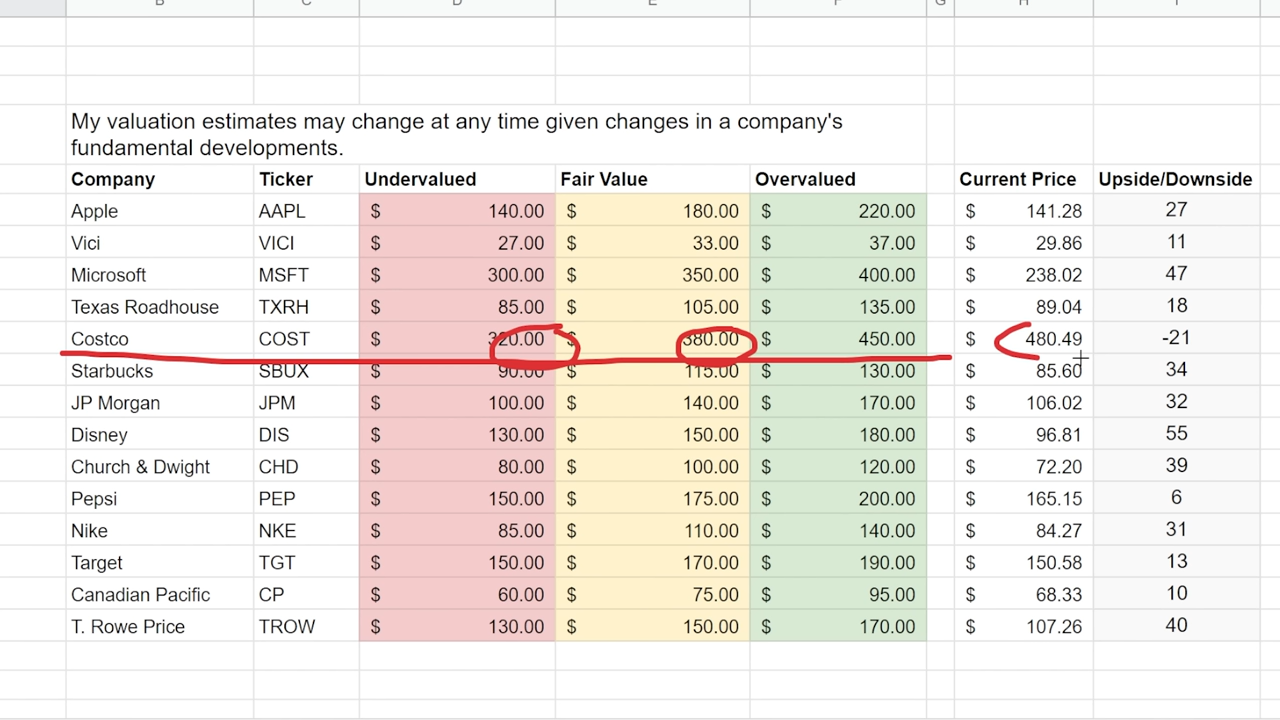 My valuation estimates may change at any time given changes in a company's
fundamental developments.
Company Ticker Undervalued Fair Value Overvalued Current Price Upside/Downside
Apple AAPL $ 140.00 $ 180.00 $ 220.00 $ 141.28 27
Vici VICI $ 27.00 $ 33.00 $ 37.00 $ 29.86 11
Microsoft MSFT $ 300.00 $ 350.00 $ 400.00 $ 238.02 47
Texas Roadhouse TXRH $ 85.00 $ 105.00 $ 135.00 $ 89.04 18
Costco COST $ 320.00 $ 380.00 $ 450.00 $ 480.49 -21
Starbucks SBUX $ 90.00 $ 115.00 $ 130.00 $ 85.60 34
JP Morgan JPM $ 100.00 $ 140.00 $ 170.00 $ 106.02 32
Disney DIS $ 130.00 $ 150.00 $ 180.00 $ 96.81 55
Church & Dwight CHD $ 80.00 $ 100.00 $ 120.00 $ 72.20 39
Pepsi PEP $ 150.00 $ 175.00 $ 200.00 $ 165.15 6
Nike NKE $ 85.00 $ 110.00 $ 140.00 $ 84.27 31
Target TGT $ 150.00 $ 170.00 $ 190.00 $ 150.58 13
Canadian Pacific CP $ 60.00 $ 75.00 $ 95.00 $ 68.33 10
T. Rowe Price TROW $ 130.00 $ 150.00 $ 170.00 $ 107.26 40